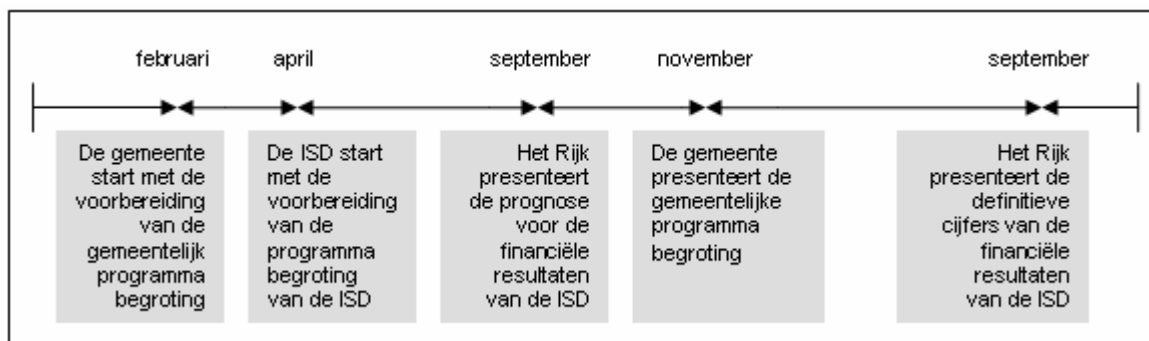 februari
april
september
november
september
De gemeente
start met de
voorbereiding
van de
gemeentelijk
programma
begroting
De ISD start
met de
voorbereiding
van de
programma
begroting
van de ISD
Het Rijk
presenteert
de prognose
voor de
financiële
resultaten
van de ISD
De gemeente
presenteert de
gemeentelijke
programma
begroting
Het Rijk
presenteert de
definitieve
cijfers van de
financiële
resultaten
van de ISD